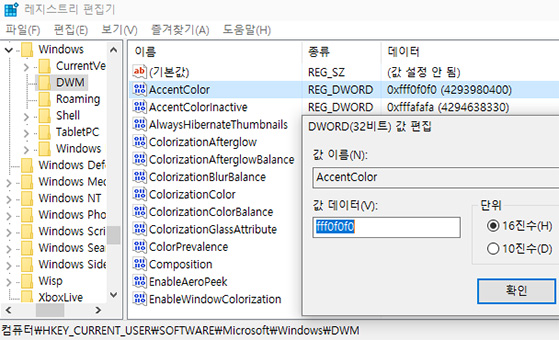 레지스트리 편집기
파일(F) 편집(E) 보기(V) 즐겨찾기(A) 도움말(H)
Windows
CurrentVe
DWM
Roaming
Shell
TabletPC
Windows
Windows Def
Windows Med
Windows NT
Windows Pho
Windows Scri
Windows Sea
Windows Side
Wisp
XboxLive
이름 종류 데이터
ab (기본값) REG_SZ (값 설정 안 됨)
AccentColor REG_DWORD 0xfff0f0f0 (4293980400)
AccentColorInactive REG_DWORD 0xfffafafa (4294638330)
AlwaysHibernateThumbnails
ColorizationAfterglow
ColorizationAfterglowBalance
ColorizationBlurBalance
ColorizationColor
ColorizationColorBalance
ColorizationGlassAttribute
ColorPrevalence
Composition
EnableAeroPeek
EnableWindowColorization
DWORD(32비트) 값 편집
값 이름(N):
AccentColor
값 데이터(V):
fff0f0f0
단위
16진수(H)
10진수(H)
확인
컴퓨터₩HKEY_CURRENT_USER₩SOFTWARE₩Microsoft₩Windows₩DWM